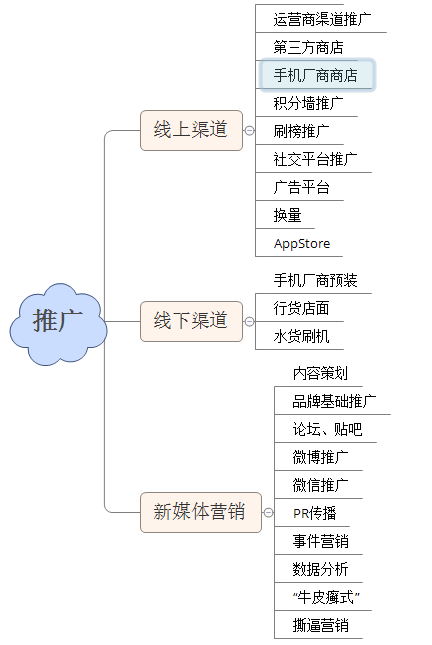 推广
线上渠道
运营商渠道推广
第三方商店
手机厂商商店
积分墙推广
刷榜推广
社交平台推广
广告平台
换量
AppStore
线下渠道
手机厂商预装
行货店面
水货刷机
新媒体营销
内容策划
品牌基础推广
论坛、贴吧
微博推广
微信推广
PR传播
事件营销
数据分析
“牛皮癣式”
撕逼营销